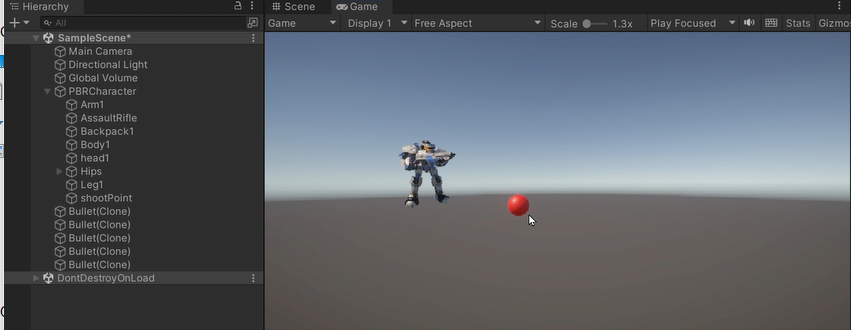 Hierarchy
All
SampleScene*
Main Camera
Directional Light
Global Volume
PBRCharacter
Arm1
AssaultRifle
Backpack1
Body1
head1
Hips
Leg1
shootPoint
Bullet(Clone)
Bullet(Clone)
Bullet(Clone)
Bullet(Clone)
Bullet(Clone)
DontDestroyOnLoad
Scene Game
Game Display 1 Free Aspect Scale 1.3x Play Focused Stats Gizmos